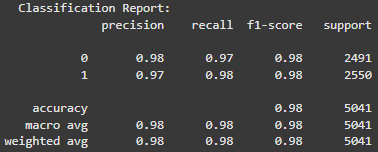 Classification Report:
precision recall f1-score support
0 0.98 0.97 0.98 2491
1 0.97 0.98 0.98 2550
accuracy 0.98 5041
macro avg 0.98 0.98 0.98 5041
weighted avg 0.98 0.98 0.98 5041